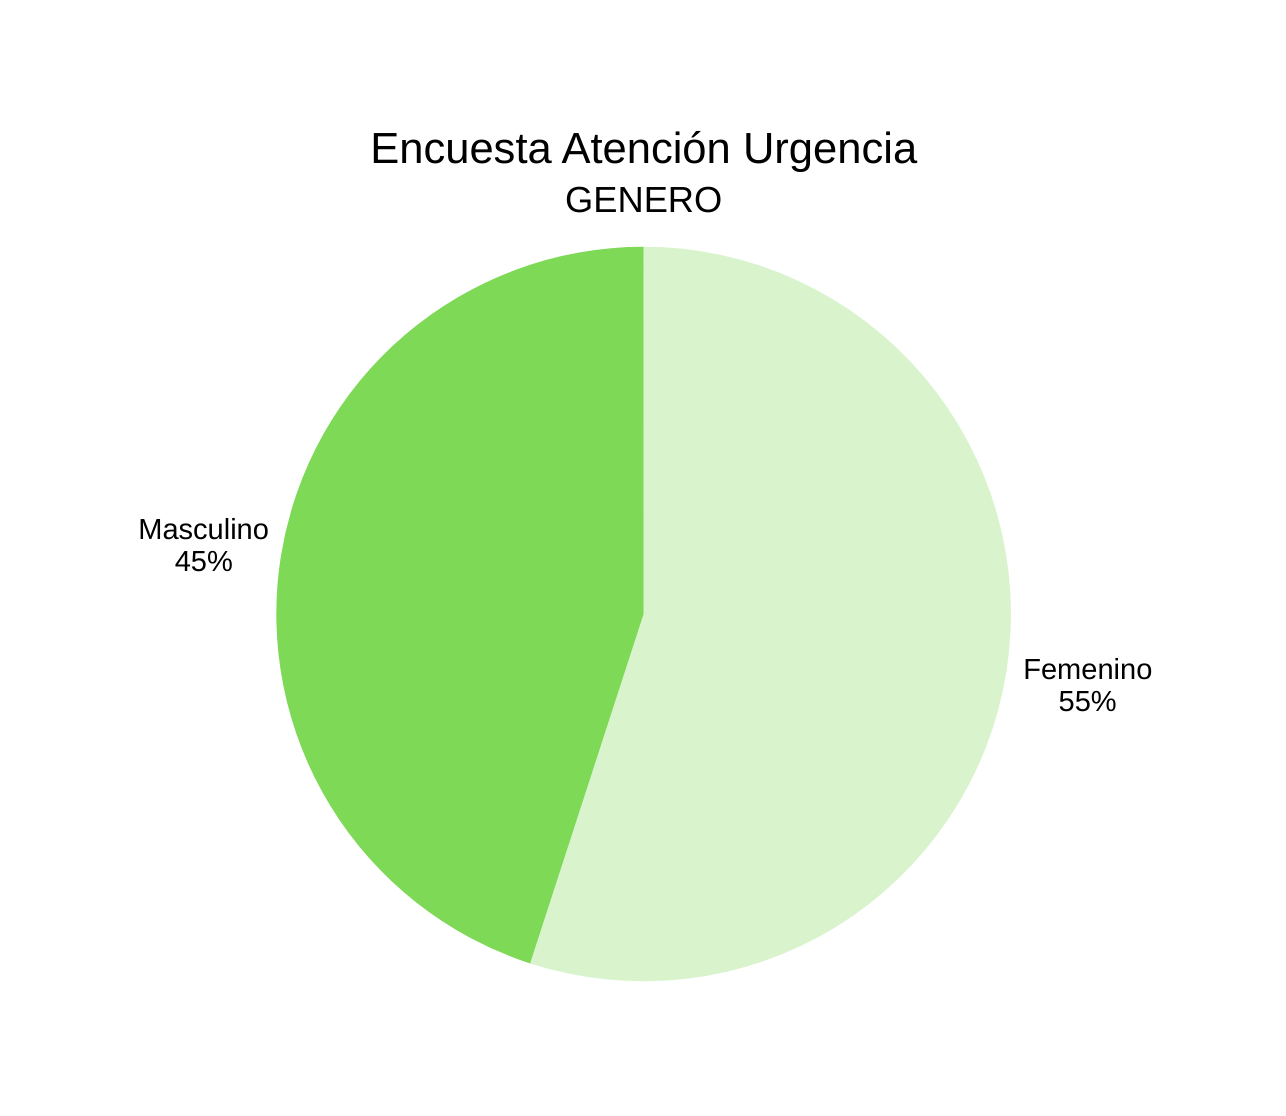 Encuesta Atención Urgencia
GENERO
Masculino
45%
Femenino
55%